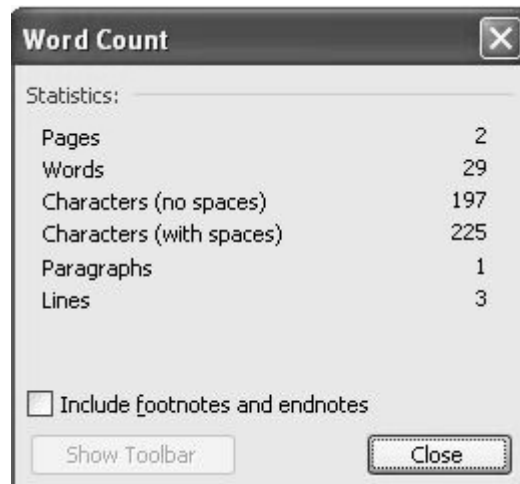 Word Count
Statistics:
Pages 2
Words 29
Characters (no spaces) 197
Characters (with spaces) 225
Paragraphs 1
Lines 3
Include footnotes and endnotes
Show Toolbar Close